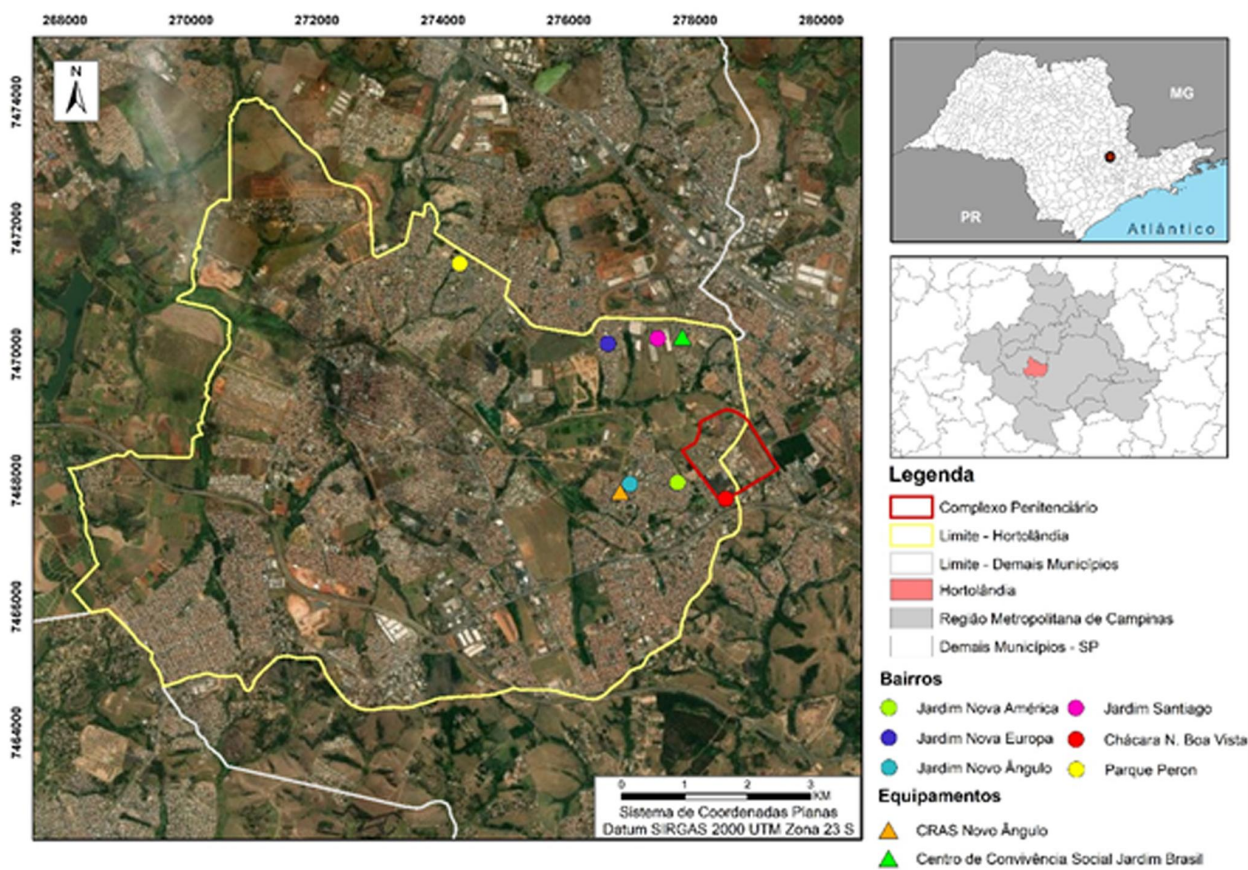 268000 270000 272000 274000 276000 278000 280000
7474000
7472000
7470000
7468000
7466000
7464000
N
0 1 2 3
KM
Sistema de Coordenadas Planas
Datum SIRGAS 2000 UTM Zona 23 S
MG
PR
Atlântico
Legenda
Complexo Penitenciário
Limite - Hortolândia
Limite - Demais Municípios
Hortolândia
Região Metropolitana de Campinas
Demais Municípios - SP
Bairros
Jardim Nova América
Jardim Santiago
Jardim Nova Europa
Chácara N. Boa Vista
Jardim Novo Ângulo
Parque Peron
Equipamentos
CRAS Novo Ângulo
Centro de Convivência Social Jardim Brasil